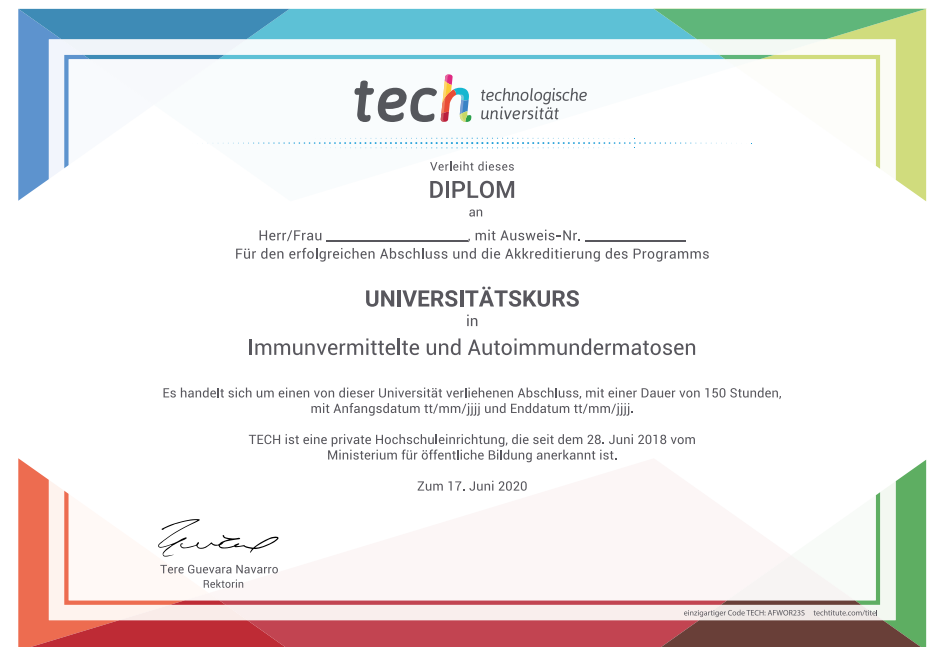 tech technologische
universität
Verleiht dieses
DIPLOM
an
Herr/Frau ____________________, mit Ausweis-Nr. ______________
Für den erfolgreichen Abschluss und die Akkreditierung des Programms
UNIVERSITÄTSKURS
in
Immunvermittelte und Autoimmundermatosen
Es handelt sich um einen von dieser Universität verliehenen Abschluss, mit einer Dauer von 150 Stunden,
mit Anfangsdatum tt/mm/jjjj und Enddatum tt/mm/jjjj.
TECH ist eine private Hochschuleinrichtung, die seit dem 28. Juni 2018 vom
Ministerium für öffentliche Bildung anerkannt ist.
Zum 17. Juni 2020
Tere Guevara Navarro
Rektorin
einzigartiger Code TECH: AFWOR23S techtitute.com/titel